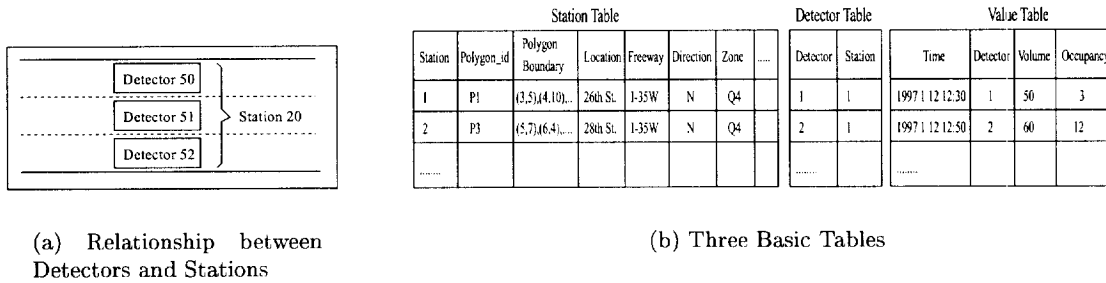 Detector 50
Detector 51
Station 20
Detector 52
(a) Relationship between
Detectors and Stations
Station Table
Station Polygon_id Polygon Boundary Location Freeway Direction Zone .....
1 P1 (3,5),(4,10),... 26th St. I-35W N Q4
2 P3 (5,7),(6,4),.... 28th St. I-35W N Q4
........
Detector Table
Detector Station
1 1
2 1
........
Value Table
Time Detector Volume Occupancy
1997 1 12 12:30 1 50 3
1997 1 12 12:50 2 60 12
........
(b) Three Basic Tables